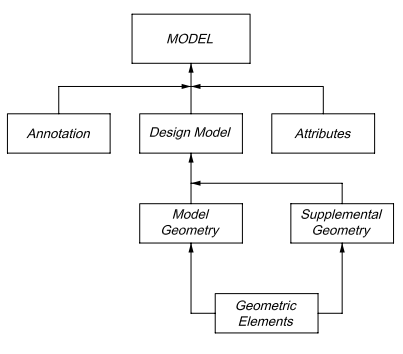 MODEL
Annotation
Design Model
Attributes
Model
Geometry
Supplemental
Geometry
Geometric
Elements